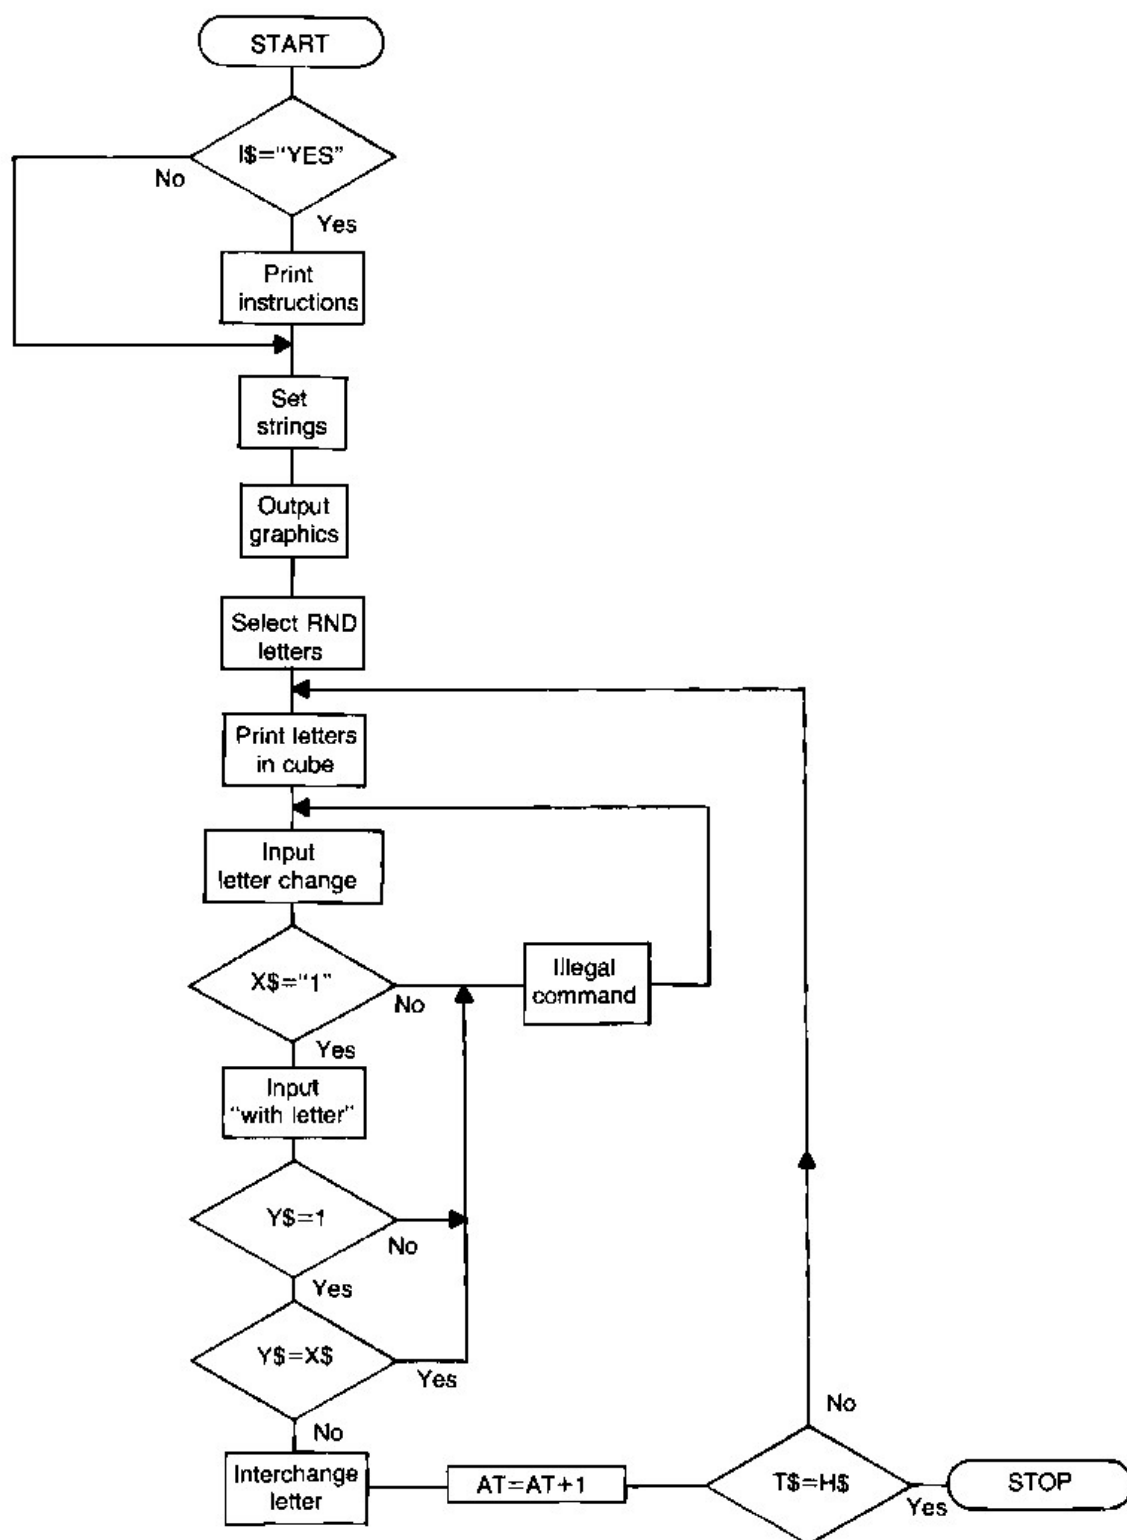 START
I$="YES"
No
Yes
Print
instructions
Set
strings
Output
graphics
Select RND
letters
Print letters
in cube
Input
letter change
X$="1"
No
Illegal
command
Yes
Input
"with letter"
Y$=1
No
Yes
Y$=X$
Yes
No
Interchange
letter
AT=AT+1
No
T$=H$
Yes
STOP